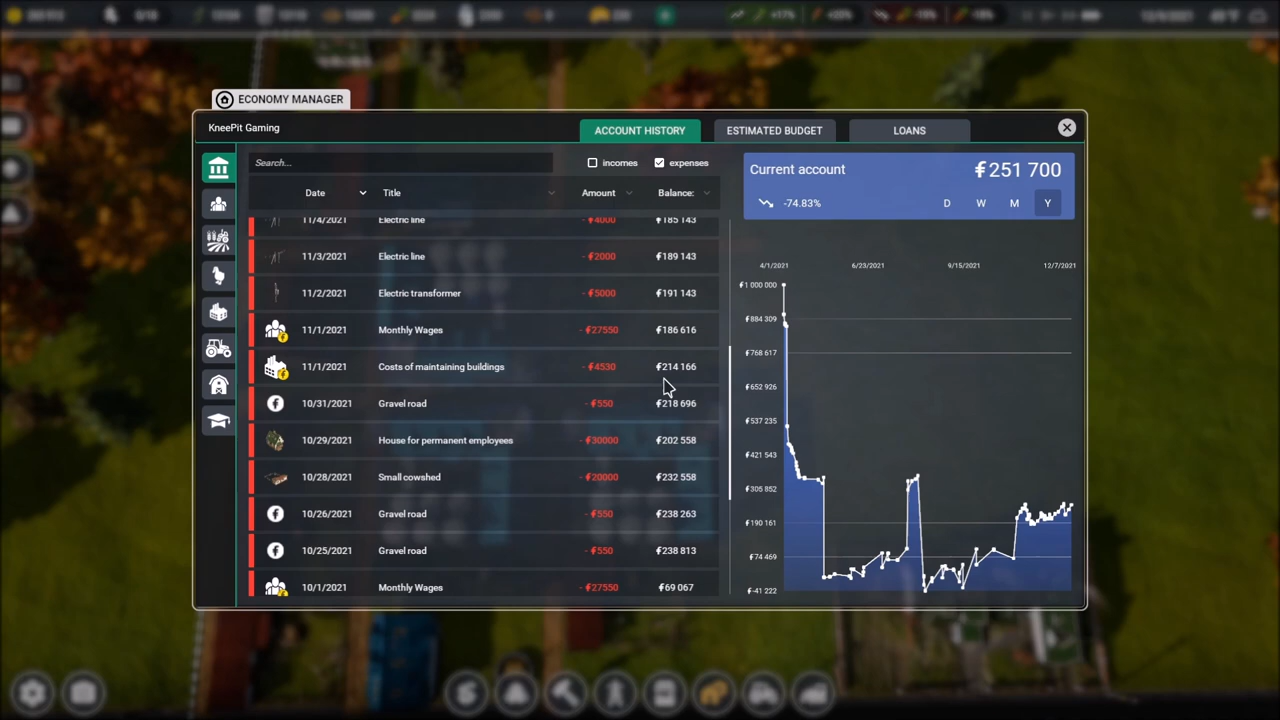 ECONOMY MANAGER
KneePit Gaming
ACCOUNT HISTORY ESTIMATED BUDGET LOANS
Search... incomes expenses
Date Title Amount Balance:
11/4/2021 Electric line - ₣4000 ₣185 143
11/3/2021 Electric line - ₣2000 ₣189 143
11/2/2021 Electric transformer - ₣5000 ₣191 143
11/1/2021 Monthly Wages - ₣27550 ₣186 616
11/1/2021 Costs of maintaining buildings - ₣4530 ₣214 166
10/31/2021 Gravel road - ₣550 ₣218 696
10/29/2021 House for permanent employees - ₣30000 ₣202 558
10/28/2021 Small cowshed - ₣20000 ₣232 558
10/26/2021 Gravel road - ₣550 ₣238 263
10/25/2021 Gravel road - ₣550 ₣238 813
10/1/2021 Monthly Wages - ₣27550 ₣69 067
Current account ₣251 700
-74.83% D W M Y
4/1/2021 6/23/2021 9/15/2021 12/7/2021
₣1 000 000
₣884 309
₣768 617
₣652 926
₣537 235
₣421 543
₣305 852
₣190 161
₣74 469
₣-41 222